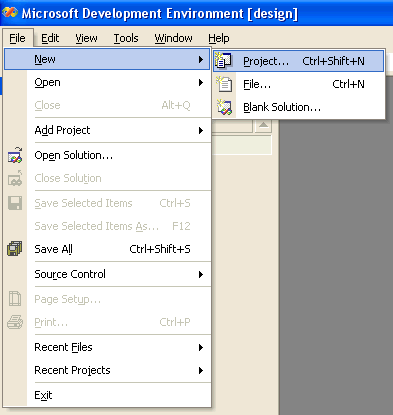 Microsoft Development Environment [design]
File Edit View Tools Window Help
New
Project... Ctrl+Shift+N
File... Ctrl+N
Blank Solution...
Open
Close Alt+Q
Add Project
Open Solution...
Close Solution
Save Selected Items Ctrl+S
Save Selected Items As... F12
Save All Ctrl+Shift+S
Source Control
Page Setup...
Print... Ctrl+P
Recent Files
Recent Projects
Exit